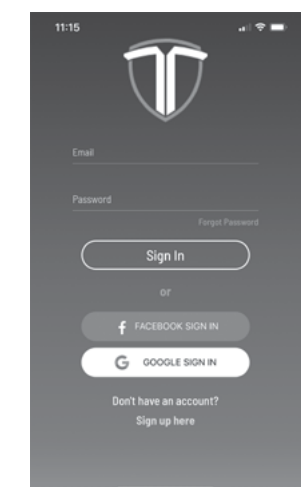 11:15
Email
Password
Forgot Password
Sign In
or
FACEBOOK SIGN IN
GOOGLE SIGN IN
Don't have an account?
Sign up here